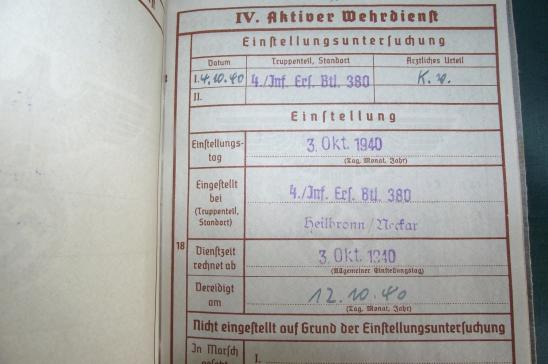 IV. Aktiver Wehrdienst
Einstellungsuntersuchung
Datum Truppenteil, Standort Ärztliches Urteil
I. 4.10.40 4./Inf. Ers. Btl. 380 K.v.
II.
Einstellung
Einstellungs-
tag
3. Okt. 1940
(Tag, Monat, Jahr)
Eingestellt
bei
(Truppenteil,
Standort)
4./Inf. Ers. Btl. 380
Heilbronn/Neckar
18
Dienstzeit
rechnet ab
3. Okt. 1940
(Allgemeiner Einstellungstag)
Vereidigt
am
12.10.40
(Tag, Monat, Jahr)
Nicht eingestellt auf Grund der Einstellungsuntersuchung
In Marsch
gesetzt
1.